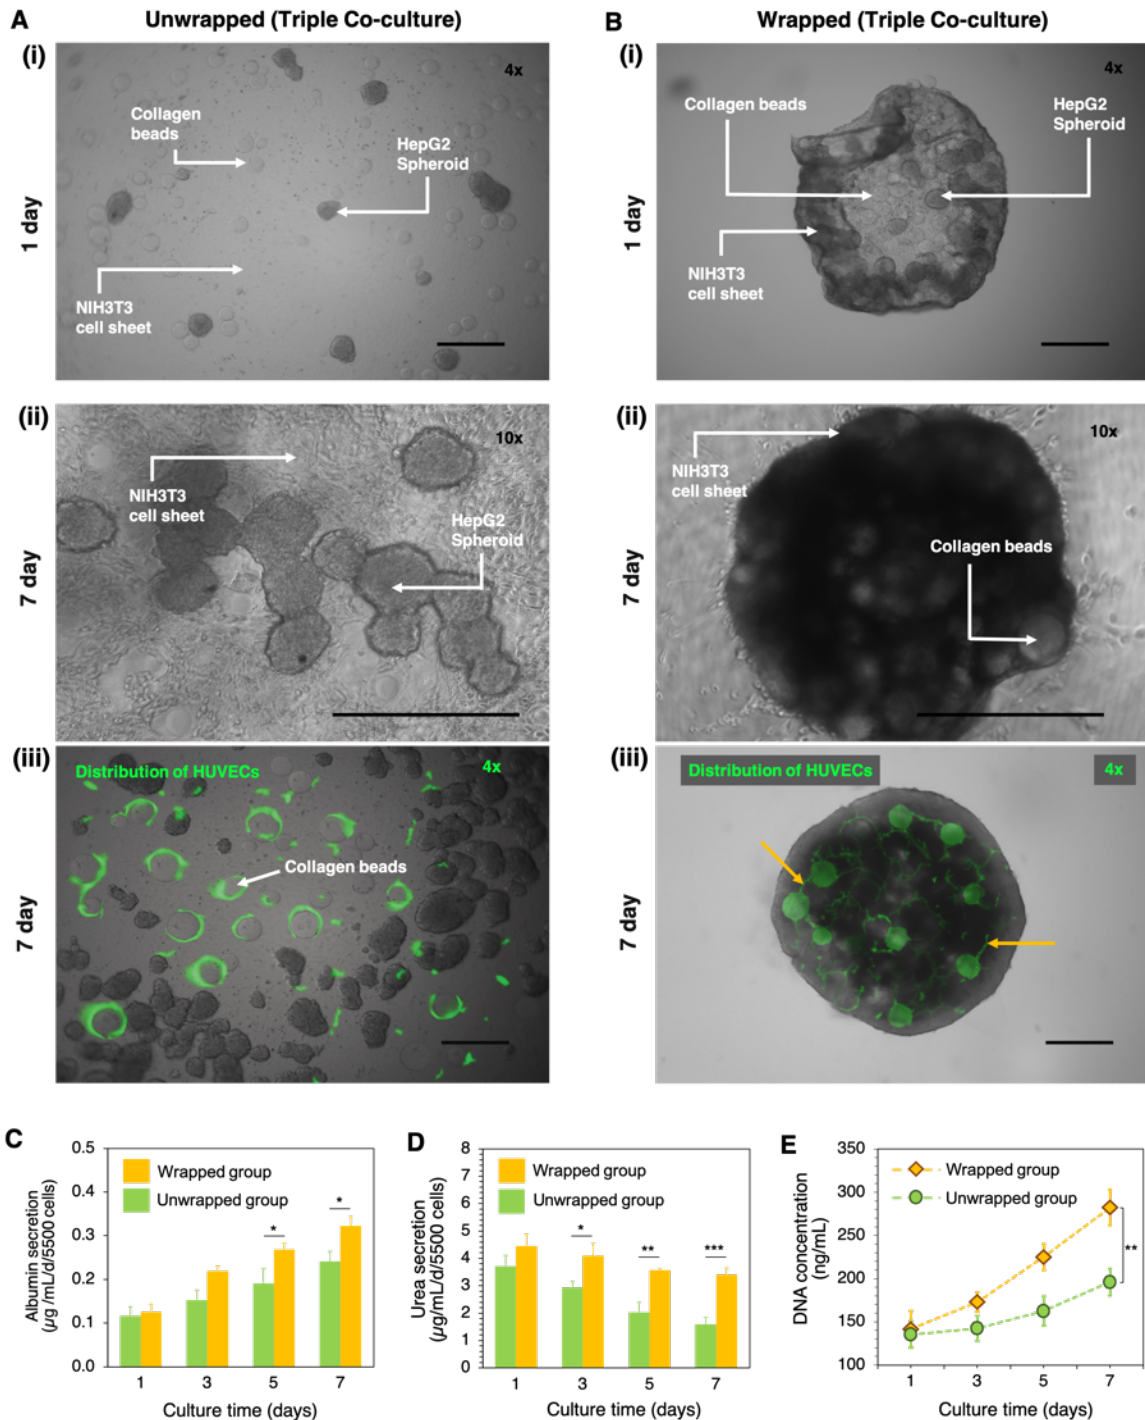 A
Unwrapped (Triple Co-culture)
B
Wrapped (Triple Co-culture)
(i)
4x
Collagen
beads
HepG2
Spheroid
NIH3T3
cell sheet
1 day
(i)
4x
Collagen beads
HepG2
Spheroid
NIH3T3
cell sheet
1 day
(ii)
10x
NIH3T3
cell sheet
HepG2
Spheroid
7 day
(ii)
10x
NIH3T3
cell sheet
Collagen beads
7 day
(iii)
Distribution of HUVECs
4x
Collagen beads
7 day
(iii)
Distribution of HUVECs
4x
7 day
C
Albumin secretion
(µg /mL/d/5500 cells)
0.5
0.4
0.3
0.2
0.1
0.0
Wrapped group
Unwrapped group
*
*
1 3 5 7
Culture time (days)
D
Urea secretion
(µg/mL/d/5500 cells)
8
7
6
5
4
3
2
1
0
Wrapped group
Unwrapped group
*
**
***
1 3 5 7
Culture time (days)
E
DNA concentration
(ng/mL)
350
300
250
200
150
100
Wrapped group
Unwrapped group
**
1 3 5 7
Culture time (days)